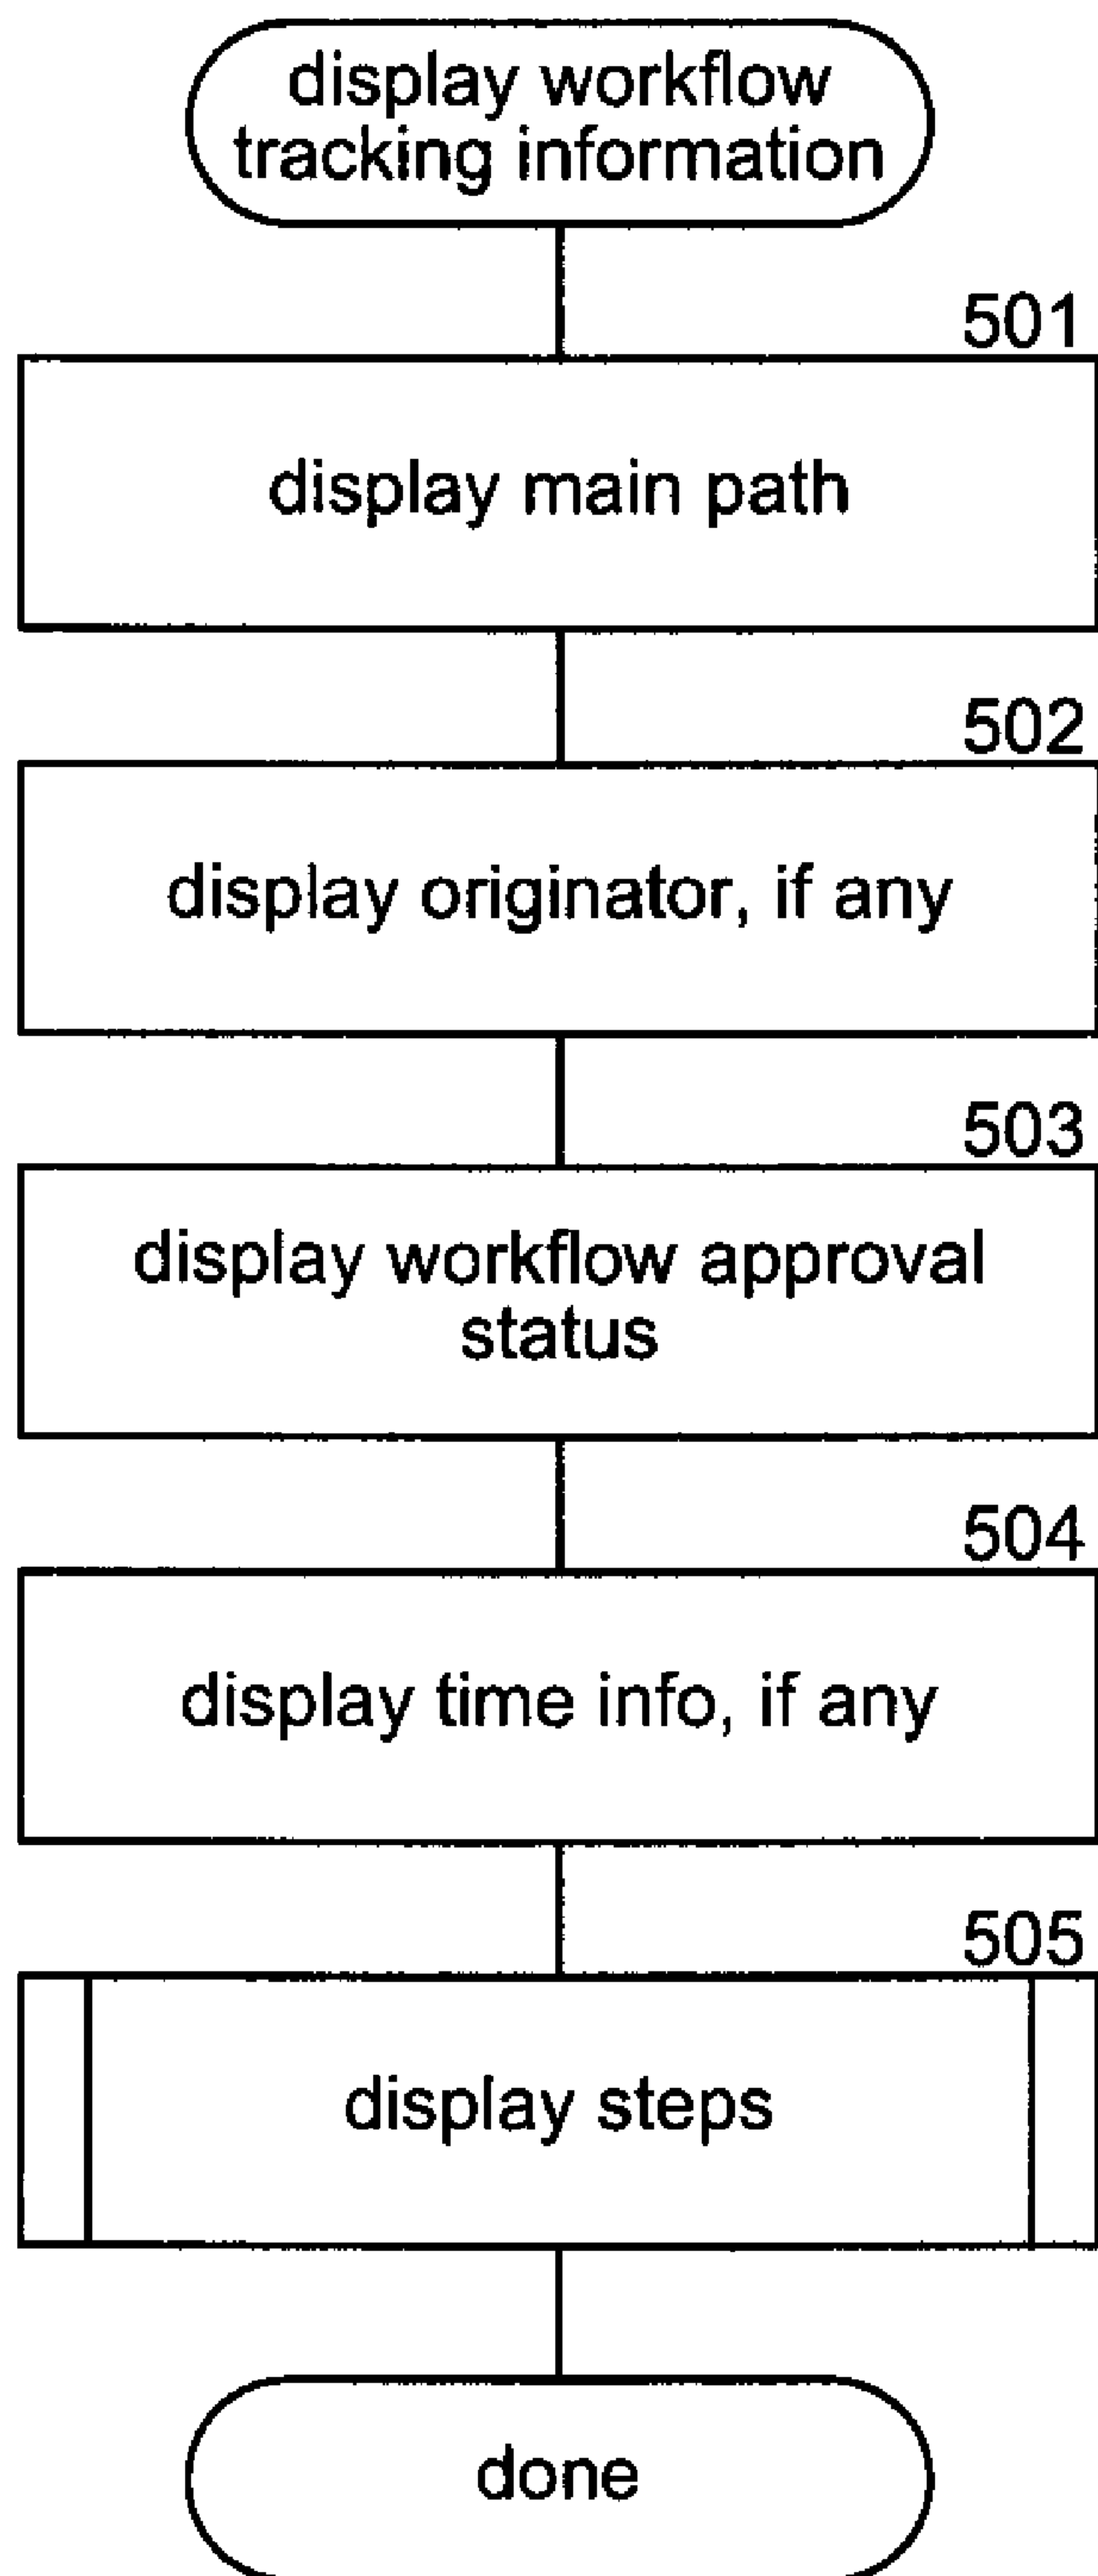 display workflow
tracking information
501
display main path
502
display originator, if any
503
display workflow approval
status
504
display time info, if any
505
display steps
done